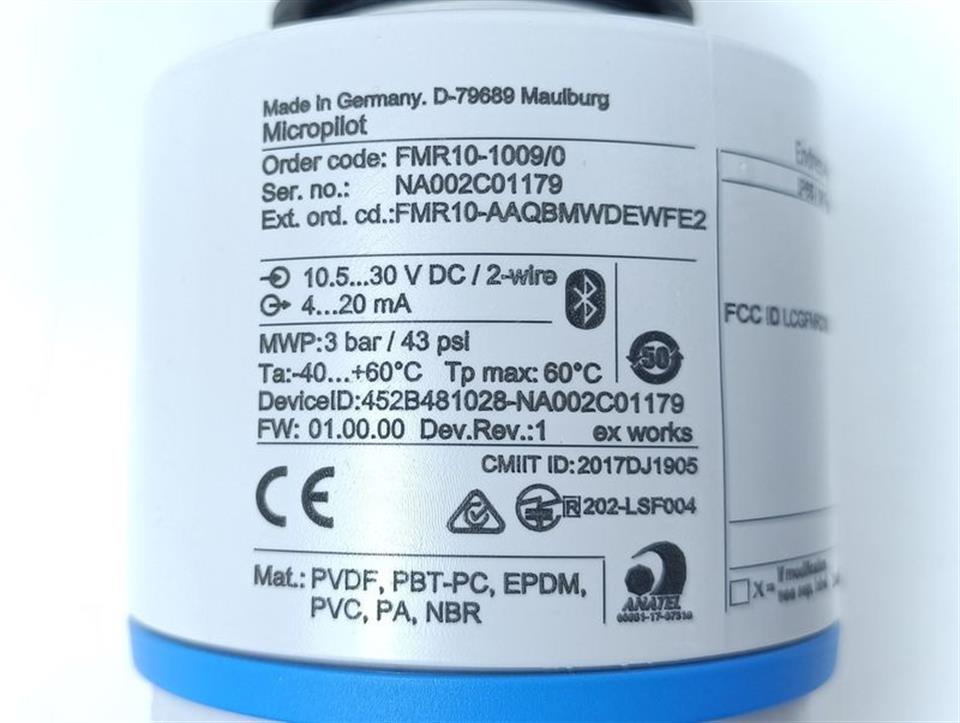 Made in Germany. D-79689 Maulburg
Micropilot
Order code: FMR10-1009/0
Ser. no.: NA002C01179
Ext. ord. cd.:FMR10-AAQBMWDEWFE2
10.5...30 V DC / 2-wire
4...20 mA
MWP:3 bar / 43 psi
Ta:-40...+60°C Tp max: 60°C
50
DeviceID:452B481028-NA002C01179
FW: 01.00.00 Dev.Rev.:1 ex works
CMIIT ID:2017DJ1905
CE
R 202-LSF004
Mat.: PVDF, PBT-PC, EPDM,
PVC, PA, NBR
ANATEL
FCC ID
X =
If modification